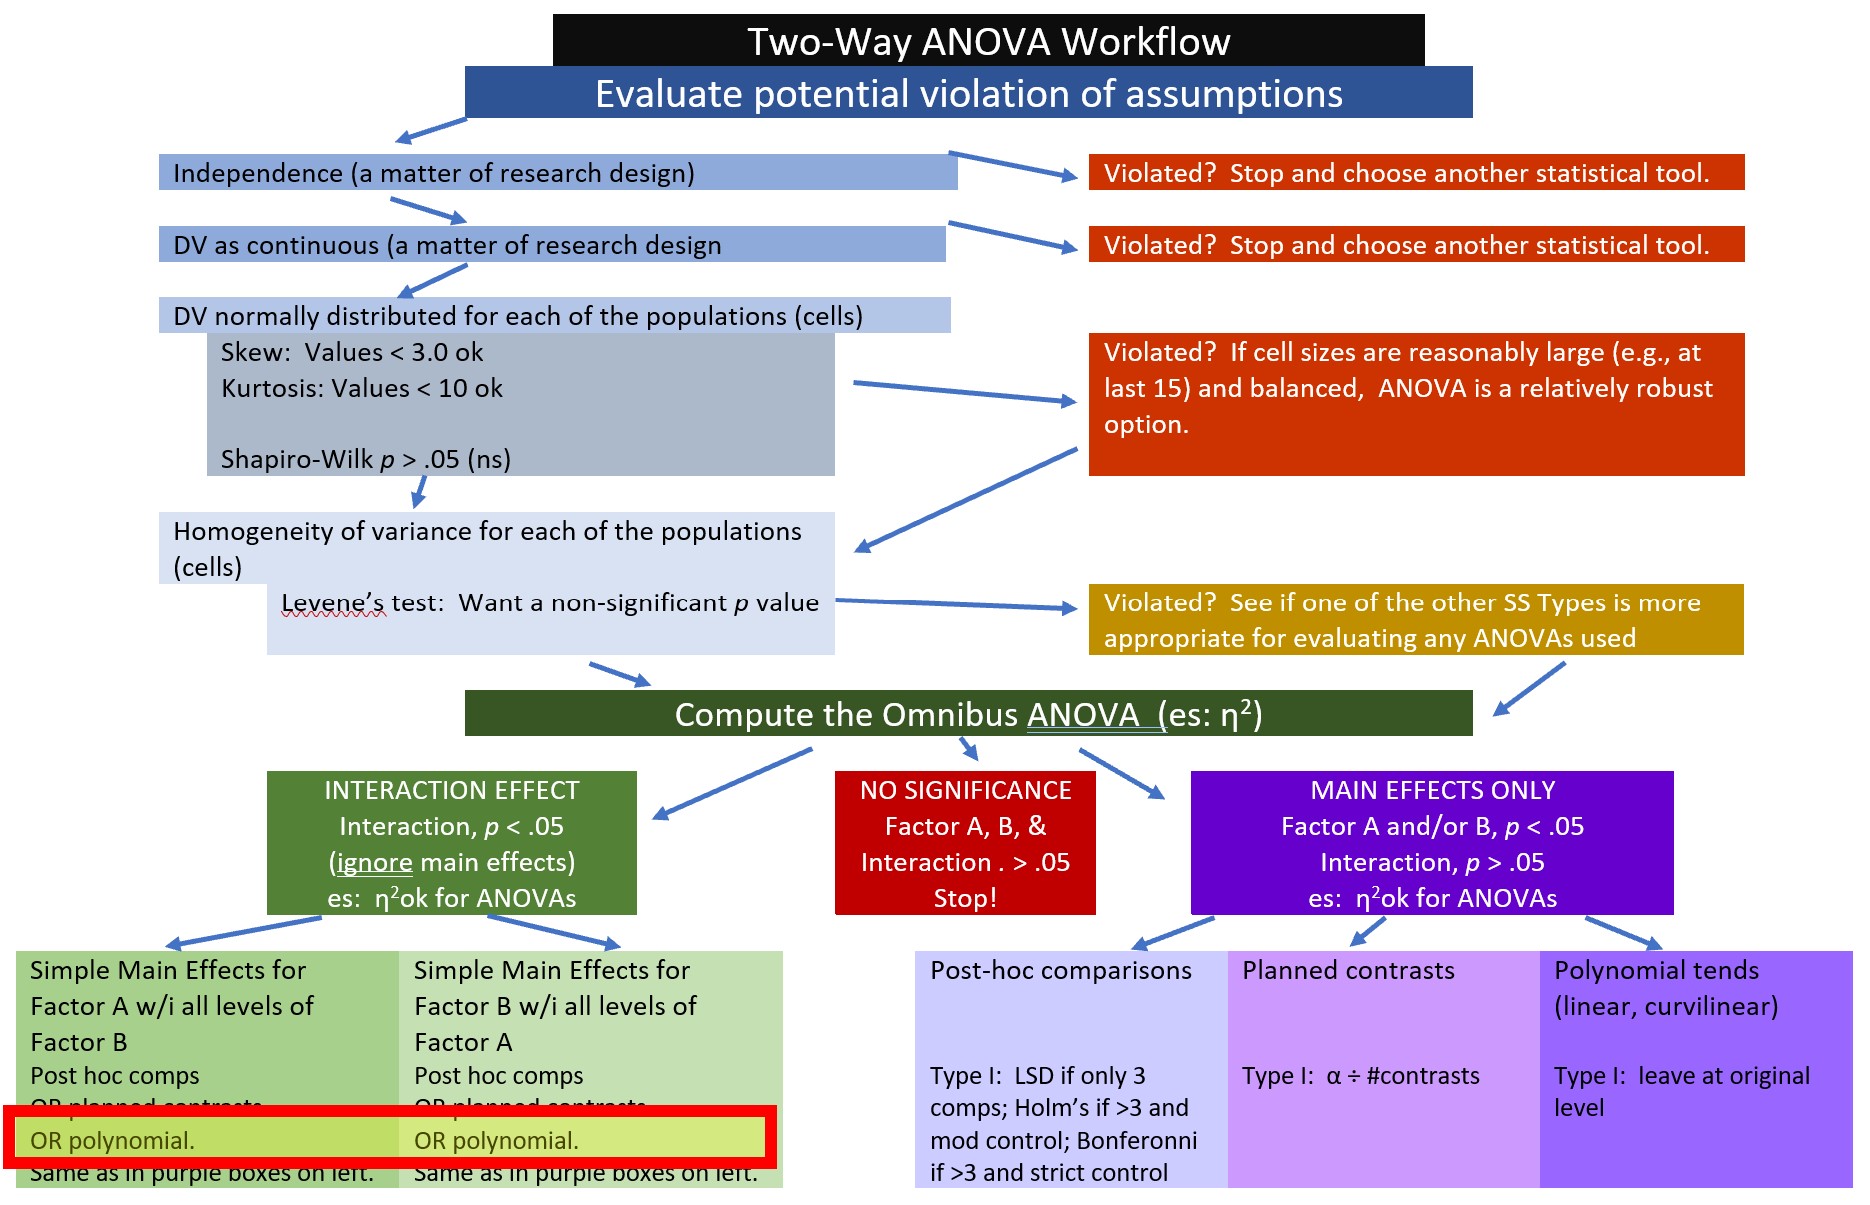 Two-Way ANOVA Workflow
Evaluate potential violation of assumptions
Independence (a matter of research design)
Violated?  Stop and choose another statistical tool.
DV as continuous (a matter of research design
Violated?  Stop and choose another statistical tool.
DV normally distributed for each of the populations (cells)
Skew:  Values < 3.0 ok
Kurtosis: Values < 10 ok
Shapiro-Wilk p > .05 (ns)
Violated?  If cell sizes are reasonably large (e.g., at
last 15) and balanced,  ANOVA is a relatively robust
option.
Homogeneity of variance for each of the populations
(cells)
Levene's test:  Want a non-significant p value
Violated?  See if one of the other SS Types is more
appropriate for evaluating any ANOVAs used
Compute the Omnibus ANOVA  (es: η²)
INTERACTION EFFECT
Interaction, p < .05
(ignore main effects)
es:  η²ok for ANOVAs
NO SIGNIFICANCE
Factor A, B, &
Interaction . > .05
Stop!
MAIN EFFECTS ONLY
Factor A and/or B, p < .05
Interaction, p > .05
es:  η²ok for ANOVAs
Simple Main Effects for
Factor A w/i all levels of
Factor B
Post hoc comps
OR planned contrasts
OR polynomial.
Same as in purple boxes on left.
Simple Main Effects for
Factor B w/i all levels of
Factor A
Post hoc comps
OR planned contrasts
OR polynomial.
Same as in purple boxes on left.
Post-hoc comparisons
Type I:  LSD if only 3
comps; Holm's if >3 and
mod control; Bonferonni
if >3 and strict control
Planned contrasts
Type I:  α ÷ #contrasts
Polynomial tends
(linear, curvilinear)
Type I:  leave at original
level